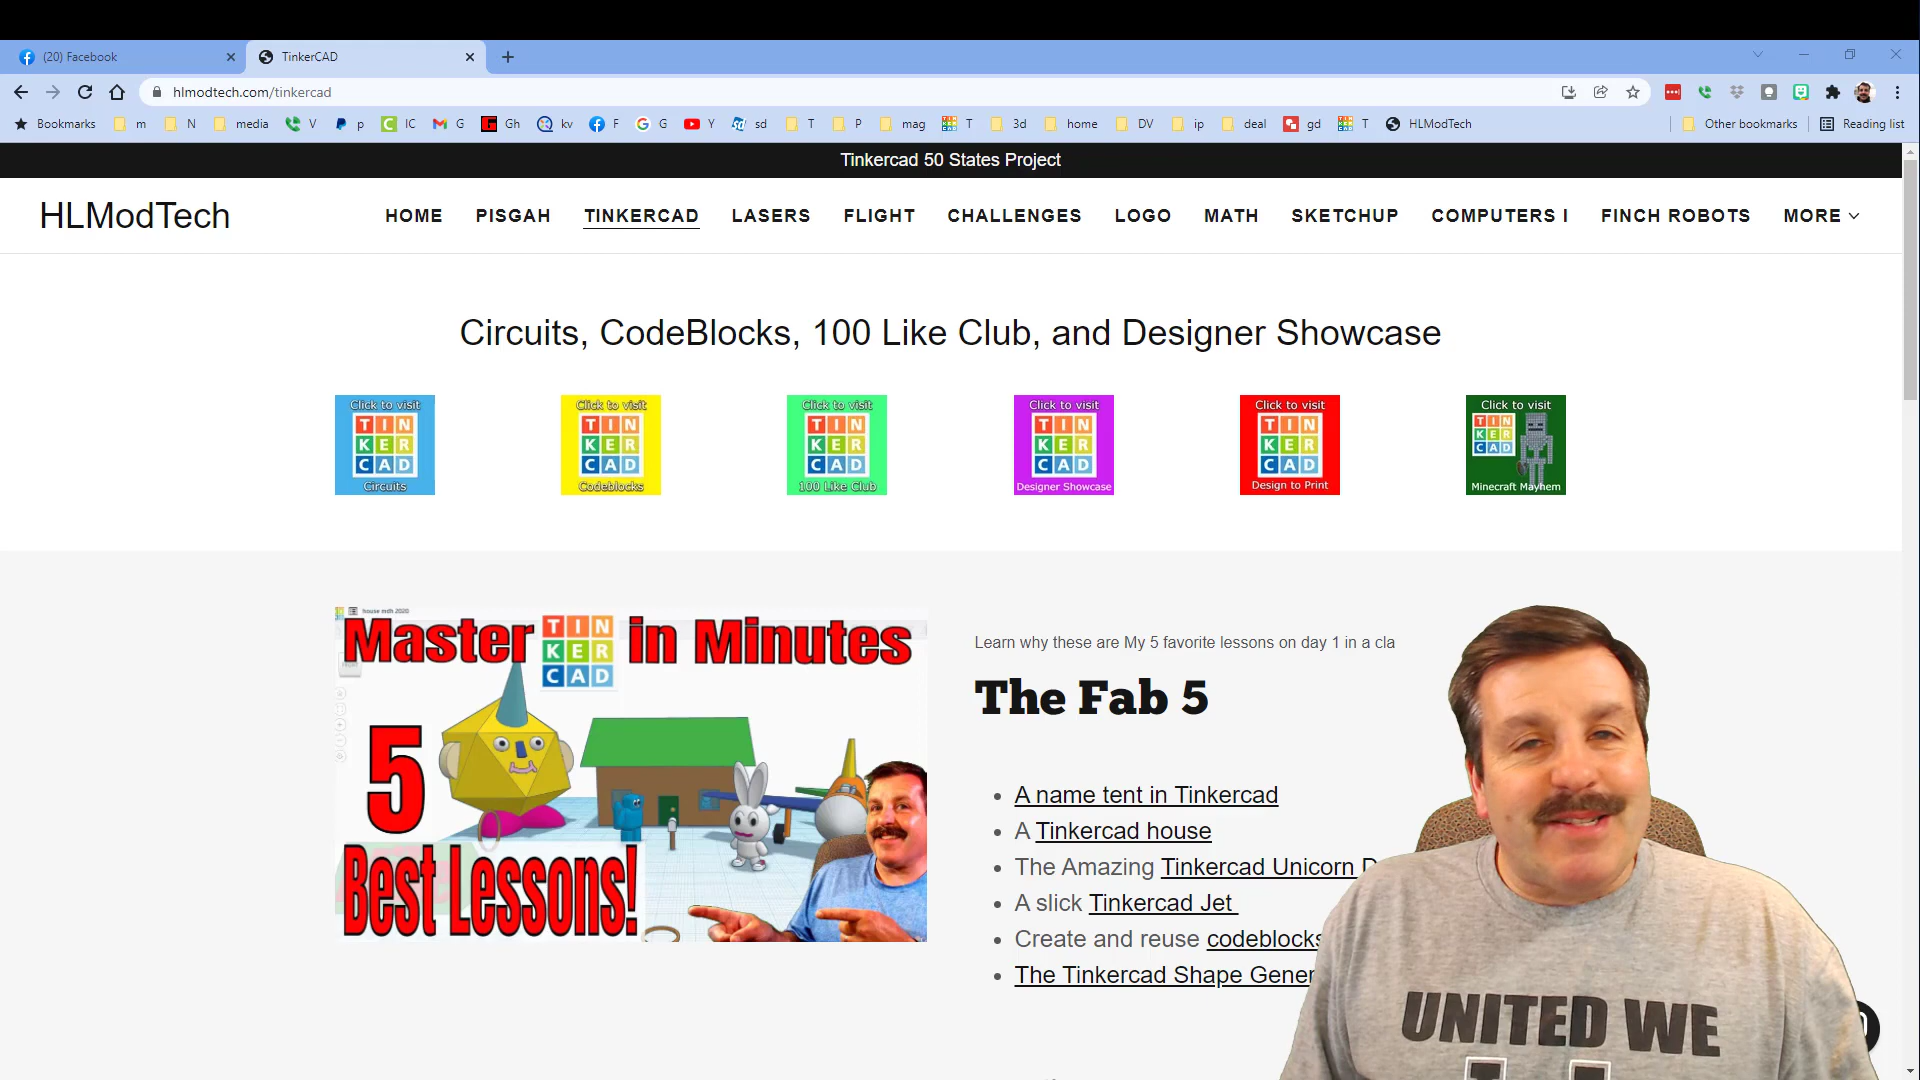 (20) Facebook
TinkerCAD
hlmodtech.com/tinkercad
Bookmarks m N media V p IC G Gh kv F G Y sd T P mag T 3d home DV ip deal gd T HLModTech Other bookmarks Reading list
Tinkercad 50 States Project
HLModTech
HOME PISGAH TINKERCAD LASERS FLIGHT CHALLENGES LOGO MATH SKETCHUP COMPUTERS I FINCH ROBOTS MORE
Circuits, CodeBlocks, 100 Like Club, and Designer Showcase
Click to visit
TIN
KER
CAD
Circuits
Click to visit
TIN
KER
CAD
Codeblocks
Click to visit
TIN
KER
CAD
100 Like Club
Click to visit
TIN
KER
CAD
Designer Showcase
Click to visit
TIN
KER
CAD
Design to Print
Click to visit
TIN
KER
CAD
Minecraft Mayhem
house mdh 2020
Master TIN KER CAD in Minutes
5
Best Lessons!
Learn why these are My 5 favorite lessons on day 1 in a cla
The Fab 5
A name tent in Tinkercad
A Tinkercad house
The Amazing Tinkercad Unicorn D
A slick Tinkercad Jet
Create and reuse codeblocks
The Tinkercad Shape Gener
UNITED WE